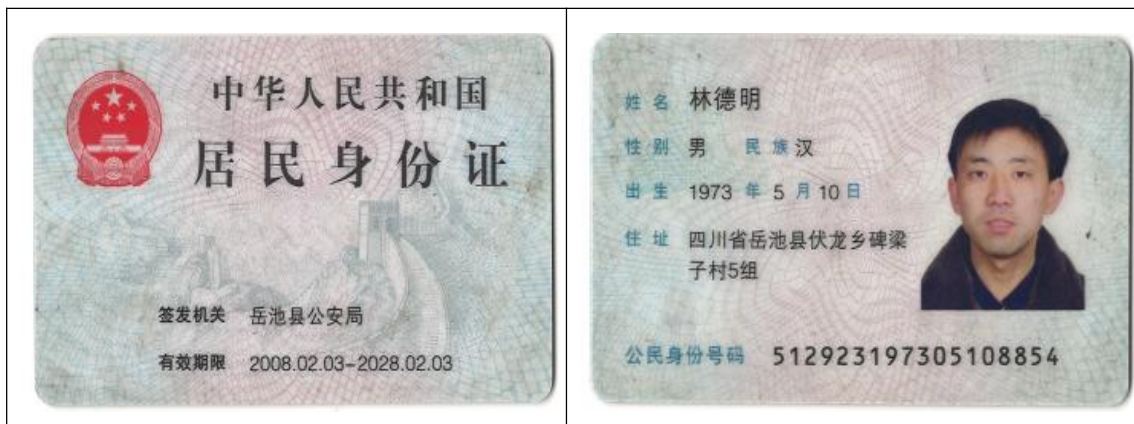 中华人民共和国
居民身份证
签发机关 岳池县公安局
有效期限 2008.02.03-2028.02.03
姓名 林德明
性别 男 民族 汉
出生 1973 年 5 月 10 日
住址 四川省岳池县伏龙乡碑梁
子村5组
公民身份号码 512923197305108854